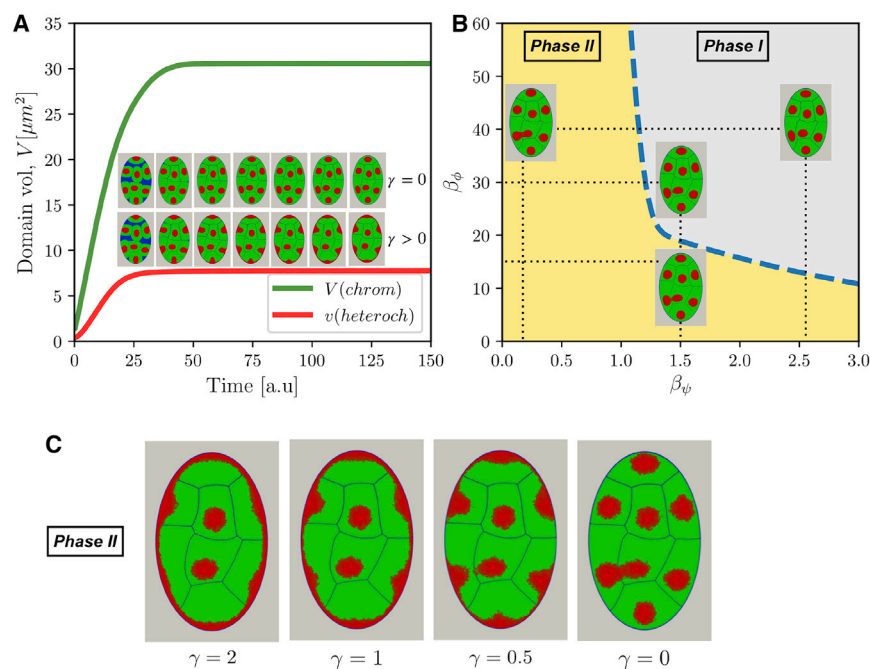 A
B
35
30
25
20
15
10
5
0
Domain vol, V[μm²]
γ = 0
γ > 0
V(chrom)
v(heteroch)
0
25
50
75
100
125
150
Time [a.u]
Phase II
Phase I
60
50
40
30
20
10
0
β_ϕ
0.0
0.5
1.0
1.5
2.0
2.5
3.0
β_ψ
C
Phase II
γ = 2
γ = 1
γ = 0.5
γ = 0